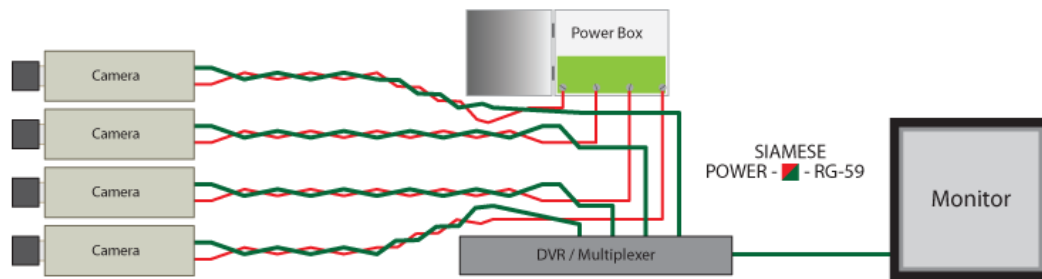 Power Box
Camera
Camera
Camera
Camera
SIAMESE
POWER - - RG-59
Monitor
DVR / Multiplexer